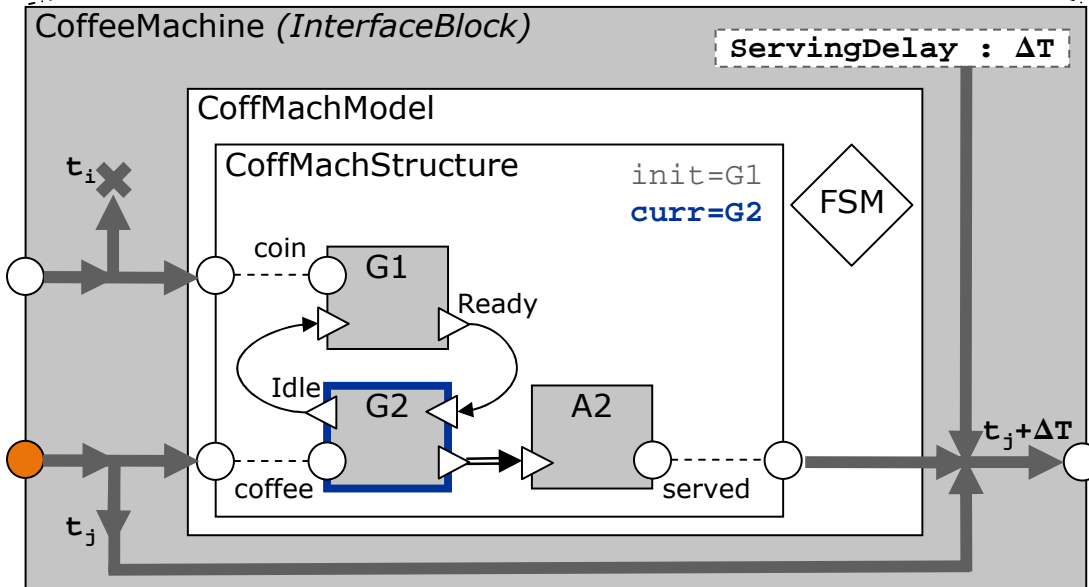 CoffeeMachine (InterfaceBlock)
ServingDelay : ΔT
CoffMachModel
CoffMachStructure
init=G1
curr=G2
FSM
tᵢ
coin
G1
Ready
Idle
G2
A2
coffee
served
tⱼ+ΔT
tⱼ